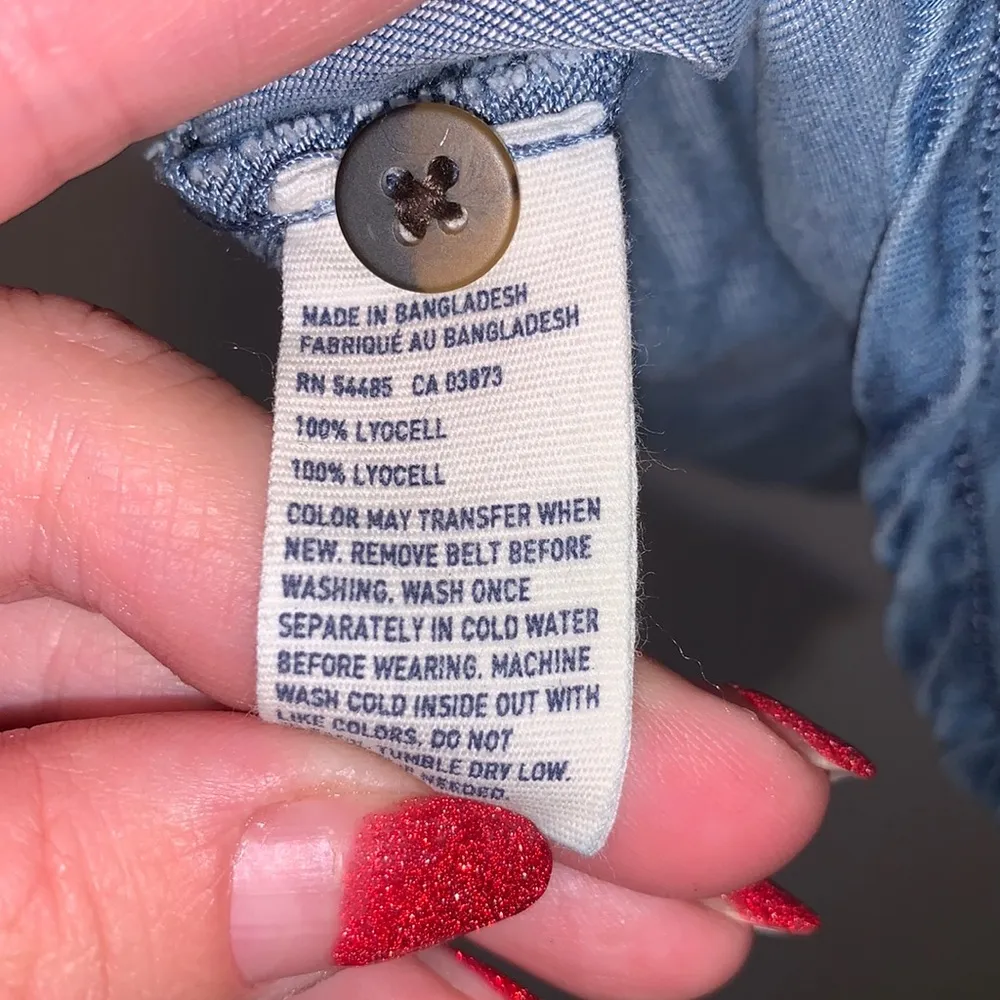 MADE IN BANGLADESH
FABRIQUÉ AU BANGLADESH
RN 54485 CA 03873
100% LYOCELL
100% LYOCELL
COLOR MAY TRANSFER WHEN
NEW. REMOVE BELT BEFORE
WASHING. WASH ONCE
SEPARATELY IN COLD WATER
BEFORE WEARING. MACHINE
WASH COLD INSIDE OUT WITH
LIKE COLORS. DO NOT
TUMBLE DRY LOW.
NEEDED.